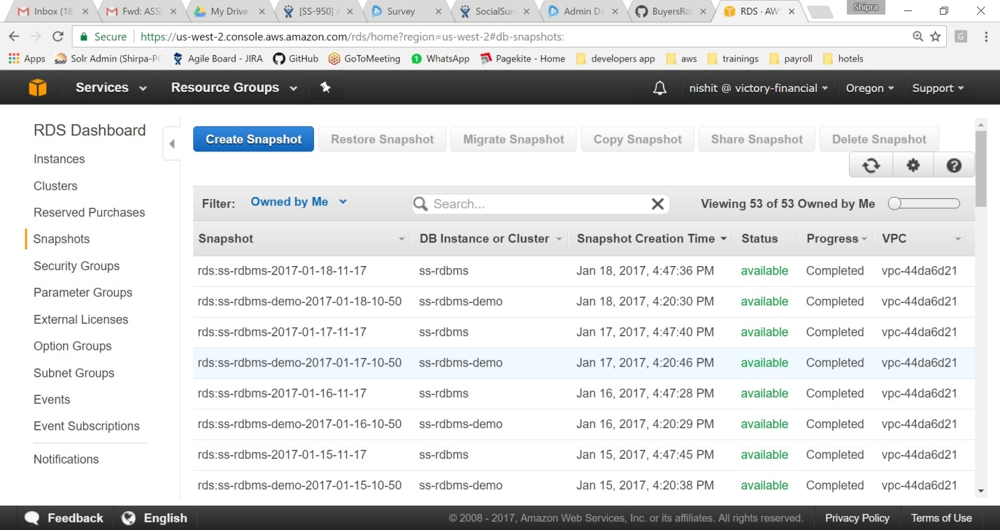 Inbox (18
Fwd: ASSI
My Drive
[SS-950] A
Survey
SocialSur
Admin Da
BuyersRo
RDS · AWS
Shipra
Secure
https://us-west-2.console.aws.amazon.com/rds/home?region=us-west-2#db-snapshots:
G
Apps
Solr Admin (Shirpa-PC
Agile Board - JIRA
GitHub
GoToMeeting
WhatsApp
Pagekite - Home
developers app
aws
trainings
payroll
hotels
Services
Resource Groups
nishit @ victory-financial
Oregon
Support
RDS Dashboard
Instances
Clusters
Reserved Purchases
Snapshots
Security Groups
Parameter Groups
External Licenses
Option Groups
Subnet Groups
Events
Event Subscriptions
Notifications
Create Snapshot
Restore Snapshot
Migrate Snapshot
Copy Snapshot
Share Snapshot
Delete Snapshot
Filter: Owned by Me
Search...
Viewing 53 of 53 Owned by Me
Snapshot DB Instance or Cluster Snapshot Creation Time Status Progress VPC
rds:ss-rdbms-2017-01-18-11-17 ss-rdbms Jan 18, 2017, 4:47:36 PM available Completed vpc-44da6d21
rds:ss-rdbms-demo-2017-01-18-10-50 ss-rdbms-demo Jan 18, 2017, 4:20:30 PM available Completed vpc-44da6d21
rds:ss-rdbms-2017-01-17-11-17 ss-rdbms Jan 17, 2017, 4:47:40 PM available Completed vpc-44da6d21
rds:ss-rdbms-demo-2017-01-17-10-50 ss-rdbms-demo Jan 17, 2017, 4:20:46 PM available Completed vpc-44da6d21
rds:ss-rdbms-2017-01-16-11-17 ss-rdbms Jan 16, 2017, 4:47:28 PM available Completed vpc-44da6d21
rds:ss-rdbms-demo-2017-01-16-10-50 ss-rdbms-demo Jan 16, 2017, 4:20:29 PM available Completed vpc-44da6d21
rds:ss-rdbms-2017-01-15-11-17 ss-rdbms Jan 15, 2017, 4:47:45 PM available Completed vpc-44da6d21
rds:ss-rdbms-demo-2017-01-15-10-50 ss-rdbms-demo Jan 15, 2017, 4:20:38 PM available Completed vpc-44da6d21
Feedback
English
© 2008 - 2017, Amazon Web Services, Inc. or its affiliates. All rights reserved.
Privacy Policy
Terms of Use